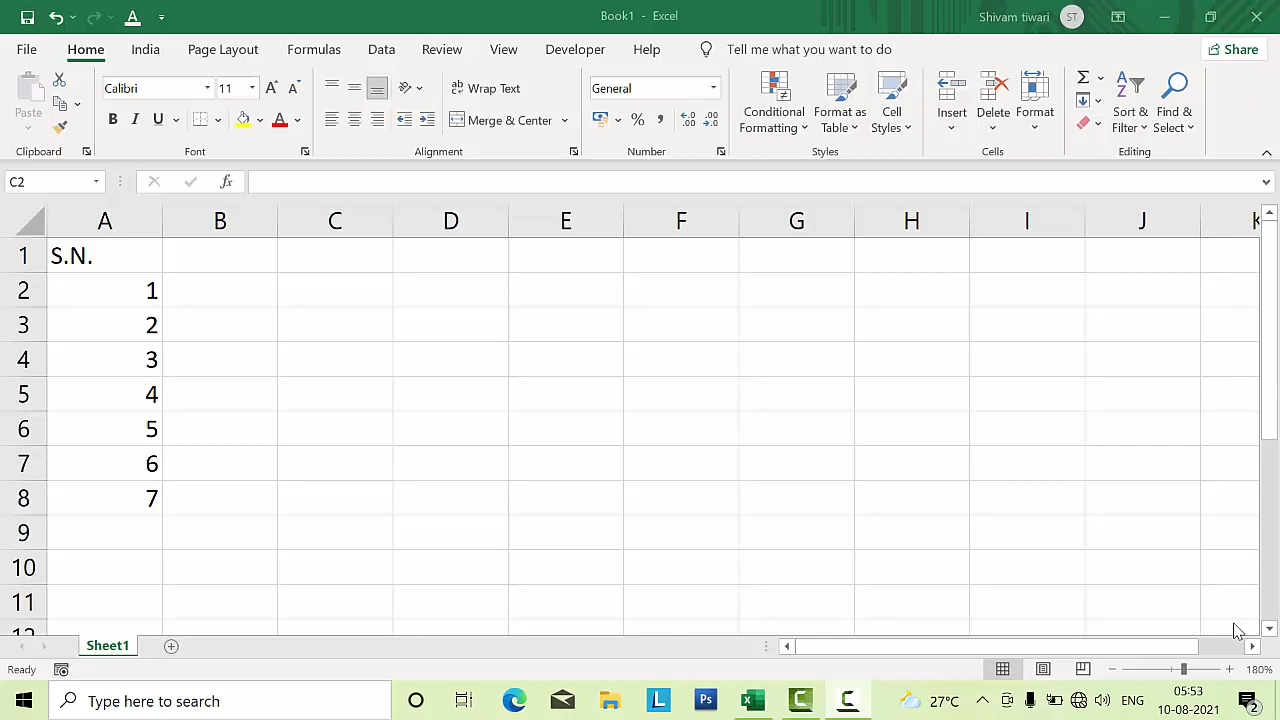 Book1 - Excel
Shivam tiwari ST
File Home India Page Layout Formulas Data Review View Developer Help Tell me what you want to do Share
Paste
Clipboard
Calibri 11
B I U
Font
Wrap Text
Merge & Center
Alignment
General
Number
Conditional Formatting
Format as Table
Cell Styles
Styles
Insert Delete Format
Cells
Sort & Filter
Find & Select
Editing
C2 fx
A B C D E F G H I J K
1 S.N.
2 1
3 2
4 3
5 4
6 5
7 6
8 7
9
10
11
12
Sheet1
Ready 180%
Type here to search
27°C ENG
05:53
10-08-2021
2